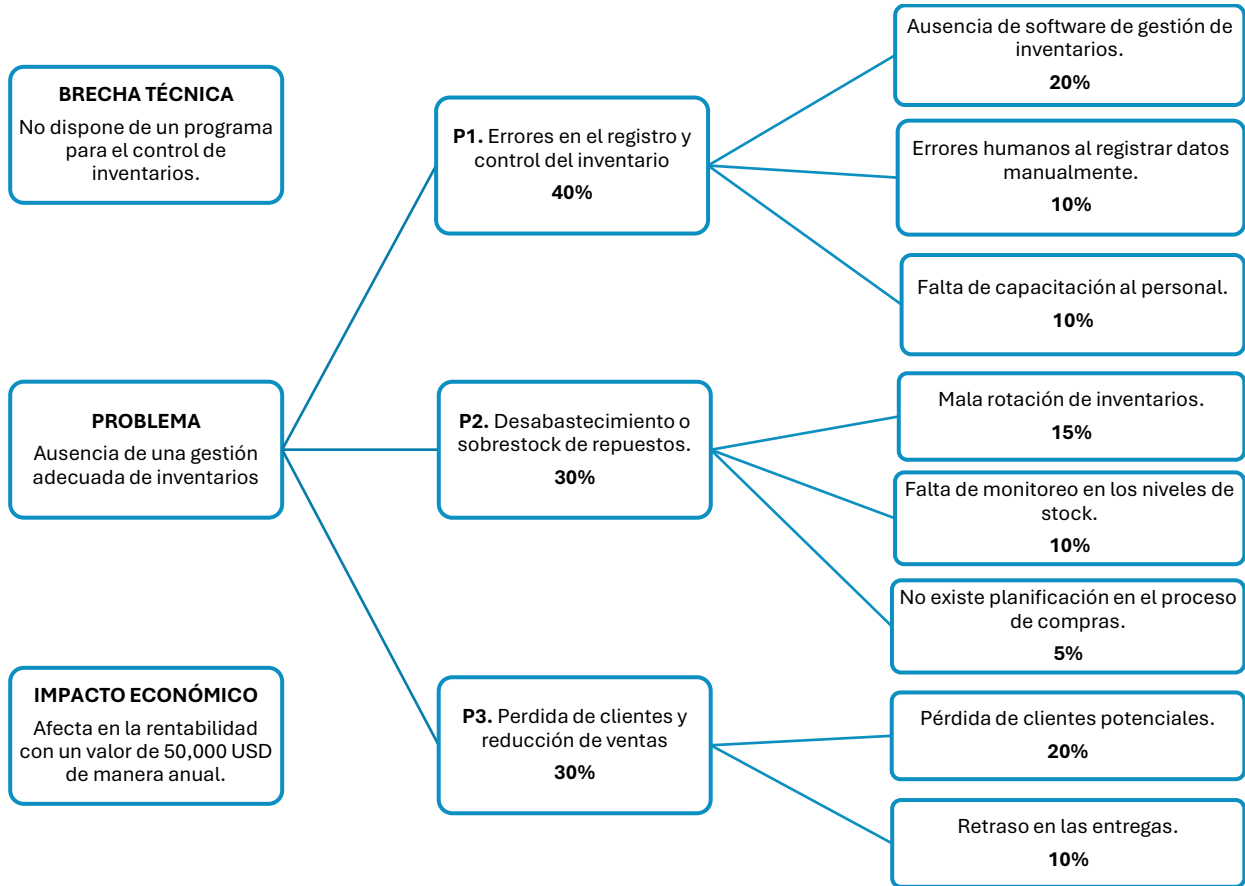 BRECHA TÉCNICA
No dispone de un programa
para el control de
inventarios.
PROBLEMA
Ausencia de una gestión
adecuada de inventarios
IMPACTO ECONÓMICO
Afecta en la rentabilidad
con un valor de 50,000 USD
de manera anual.
P1. Errores en el registro y
control del inventario
40%
P2. Desabastecimiento o
sobrestock de repuestos.
30%
P3. Perdida de clientes y
reducción de ventas
30%
Ausencia de software de gestión de
inventarios.
20%
Errores humanos al registrar datos
manualmente.
10%
Falta de capacitación al personal.
10%
Mala rotación de inventarios.
15%
Falta de monitoreo en los niveles de
stock.
10%
No existe planificación en el proceso
de compras.
5%
Pérdida de clientes potenciales.
20%
Retraso en las entregas.
10%